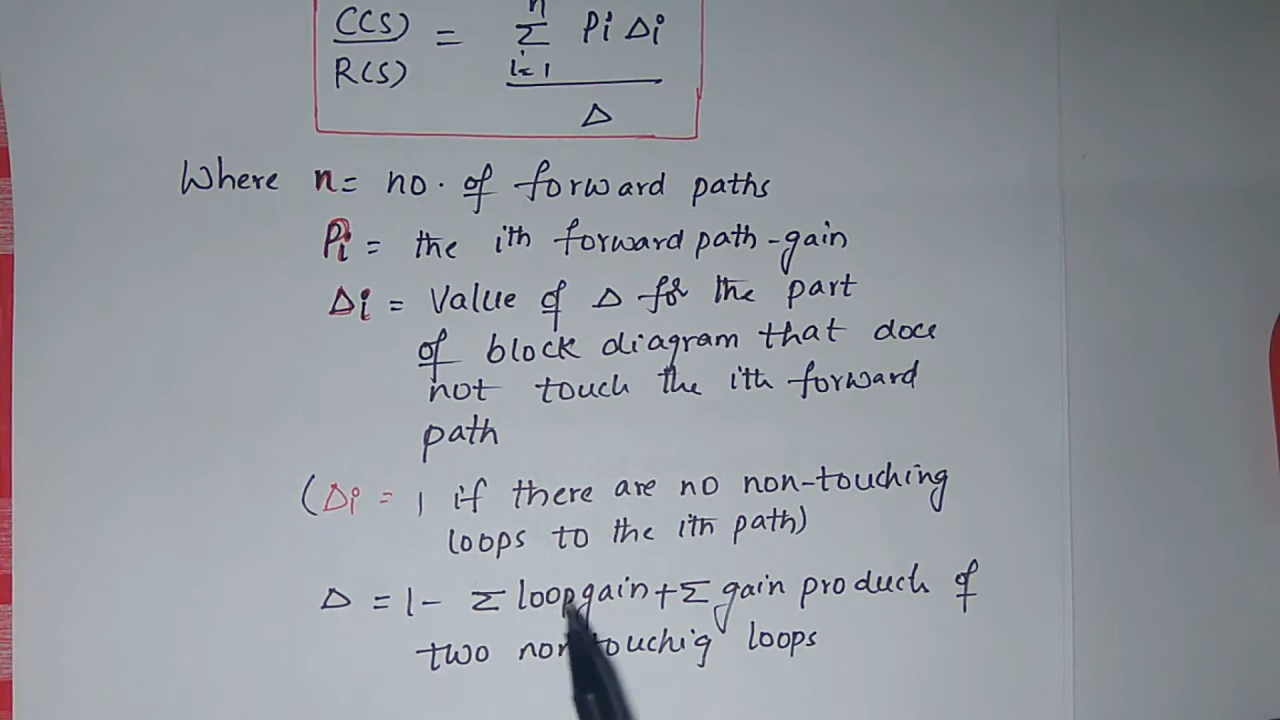 C(S) = n Σ i=1 Pi Δi
R(S) Δ
Where n = no. of forward paths
Pi = the ith forward path-gain
Δi = Value of Δ for the part
of block diagram that does
not touch the ith forward
path
(Δi = 1 if there are no non-touching
loops to the ith path)
Δ = 1 - Σ loop gain + Σ gain product of
two non touchig loops